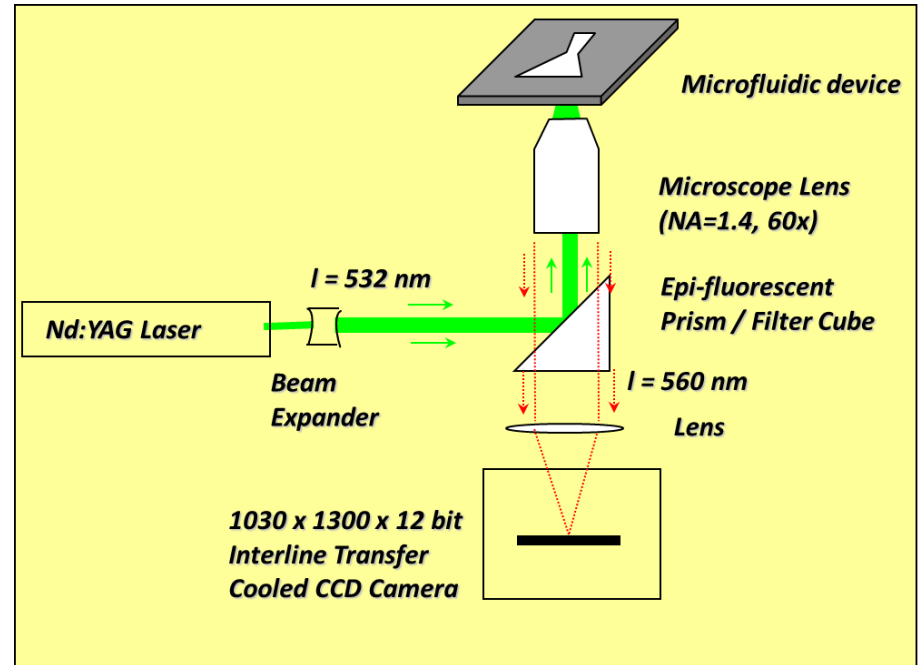 Microfluidic device
Microscope Lens
(NA=1.4, 60x)
l = 532 nm
Epi-fluorescent
Prism / Filter Cube
Nd:YAG Laser
l = 560 nm
Beam
Expander
Lens
1030 x 1300 x 12 bit
Interline Transfer
Cooled CCD Camera